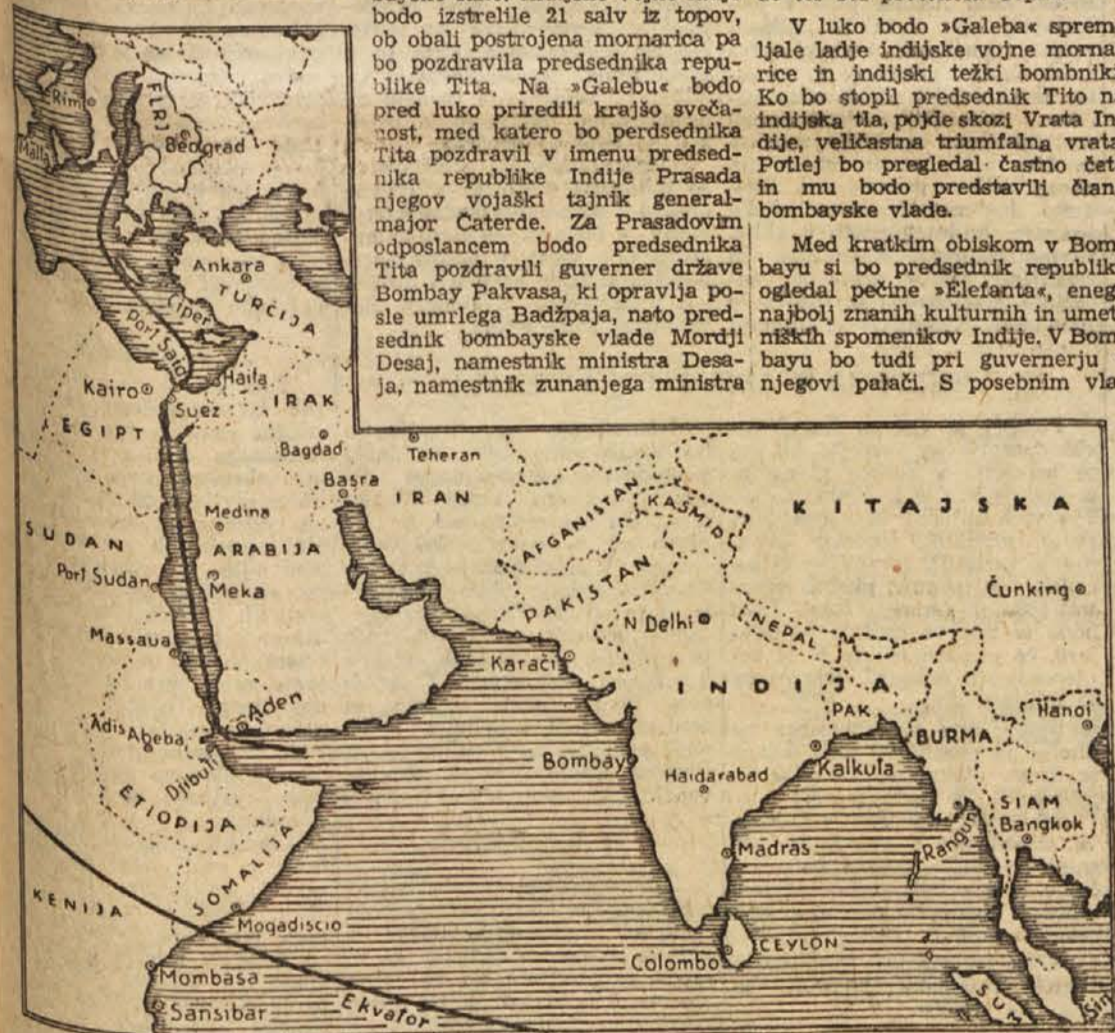 bodo izstrelile 21 salv iz topov,
ob obali postrojena mornarica pa
bo pozdravila predsednika repu-
blike Tita. Na »Galebu« bodo
pred luko priredili krajšo sveča-
nost, med katero bo perdsednika
Tita pozdravil v imenu predsed-
nika republike Indije Prasada
njegov vojaški tajnik general-
major Čaterde. Za Prasadovim
odposlancem bodo predsednika
Tita pozdravili guverner države
Bombay Pakvasa, ki opravlja po-
sle umrlega Badžpaja, nato pred-
sednik bombayske vlade Mordji
Desaj, namestnik ministra Desa-
ja, namestnik zunanjega ministra
V luko bodo »Galeba« sprem
ljale ladje indijske vojne morna
rice in indijski težki bombnik
Ko bo stopil predsednik Tito n
indijska tla, pojde skozi Vrata In
dije, veličastna triumfalna vrata
Potlej bo pregledal častno čet
in mu bodo predstavili član
bombayske vlade.
Med kratkim obiskom v Bom
bayu si bo predsednik republik
ogledal pečine »Elefanta«, eneg
najbolj znanih kulturnih in umet
niških spomenikov Indije. V Bom
bayu bo tudi pri guvernerju
njegovi palači. S posebnim vla
Rim
Malta
FLRJ
Beograd
Ankara
TURČIJA
Ciper
Port Said
Haifa
Kairo
Suez
IRAK
EGIPT
Bagdad
Teheran
Basra
IRAN
AFGANISTAN
KAŠMIR
KITAJSKA
Medina
SUDAN
ARABIJA
PAKISTAN
Port Sudan
Meka
Čunking
N Delhi
NEPAL
Massaua
Karači
INDIJA
PAK
Hanoi
Aden
Adis Abeba
BURMA
Djibuti
Bombay
Kalkuta
Haidarabad
ETIOPIJA
SIAM
Bangkok
Rangun
SOMALIJA
Madras
KENIJA
Mogadiscio
CEYLON
Colombo
Mombasa
Sansibar
Ekvator
SUM
Sin